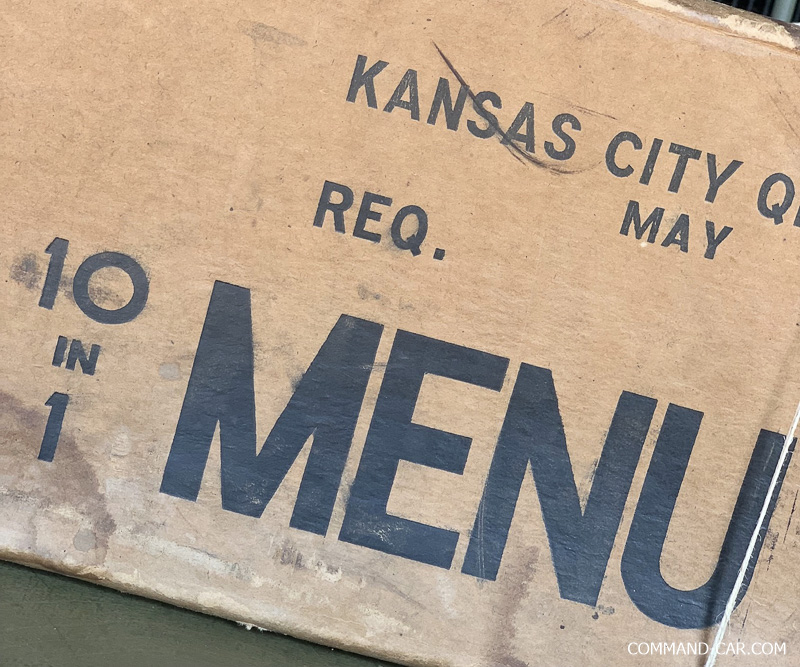 KANSAS CITY
REQ. MAY
10
IN
1
MENU
COMMAND-CAR.COM